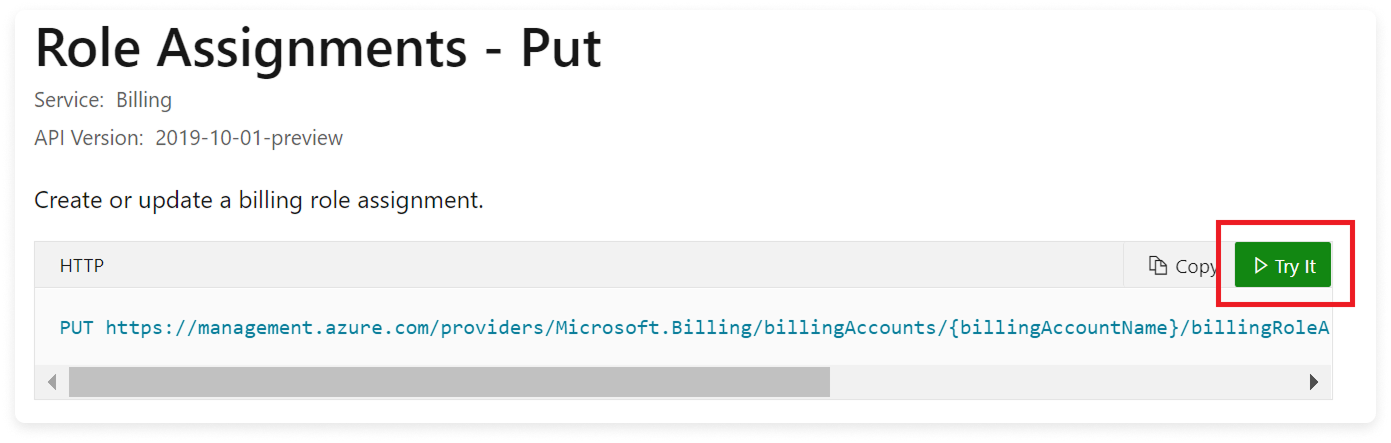 Role Assignments - Put
Service: Billing
API Version: 2019-10-01-preview
Create or update a billing role assignment.
HTTP Copy Try It
PUT https://management.azure.com/providers/Microsoft.Billing/billingAccounts/{billingAccountName}/billingRoleA